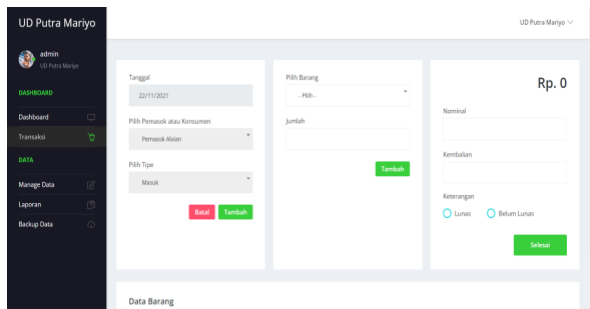 UD Putra Mariyo
UD Putra Mariyo
admin
UD Putra Mariyo
DASHBOARD
Dashboard
Transaksi
DATA
Manage Data
Laporan
Backup Data
Tanggal
22/11/2021
Pilih Pemasok atau Konsumen
Pemasok Alvian
Pilih Tipe
Masuk
Batal
Tambah
Pilih Barang
- Pilih -
Jumlah
Tambah
Rp. 0
Nominal
Kembalian
Keterangan
Lunas
Belum Lunas
Selesai
Data Barang